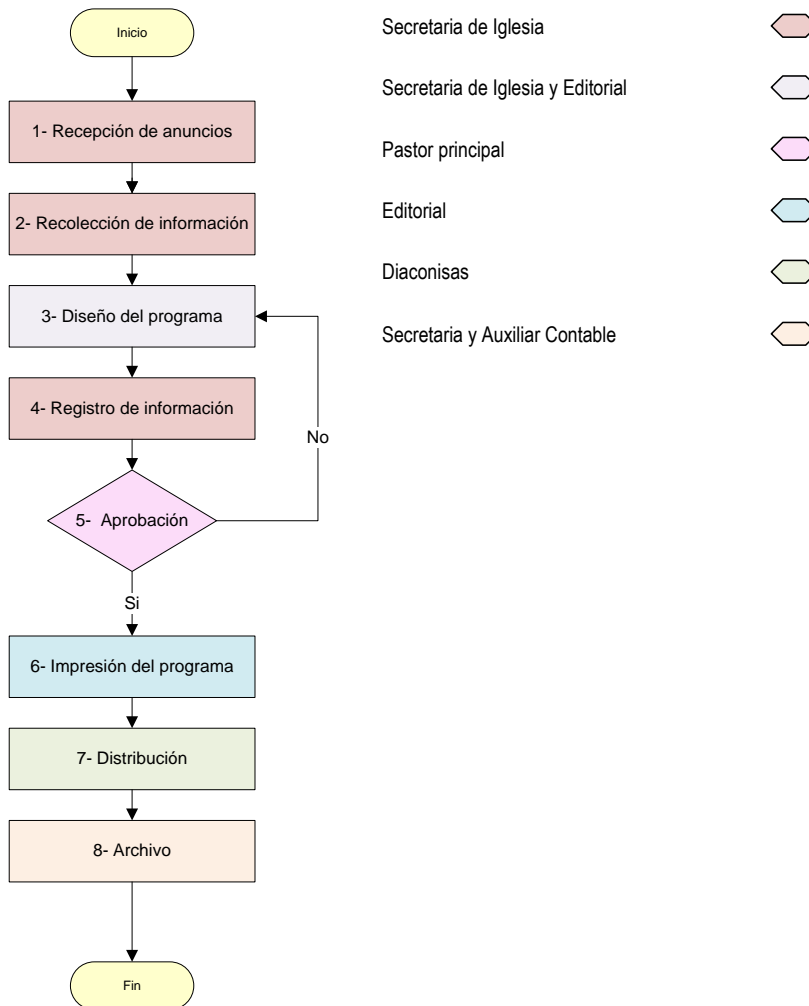 Inicio
1- Recepción de anuncios
2- Recolección de información
3- Diseño del programa
4- Registro de información
No
5- Aprobación
Si
6- Impresión del programa
7- Distribución
8- Archivo
Fin
Secretaria de Iglesia
Secretaria de Iglesia y Editorial
Pastor principal
Editorial
Diaconisas
Secretaria y Auxiliar Contable